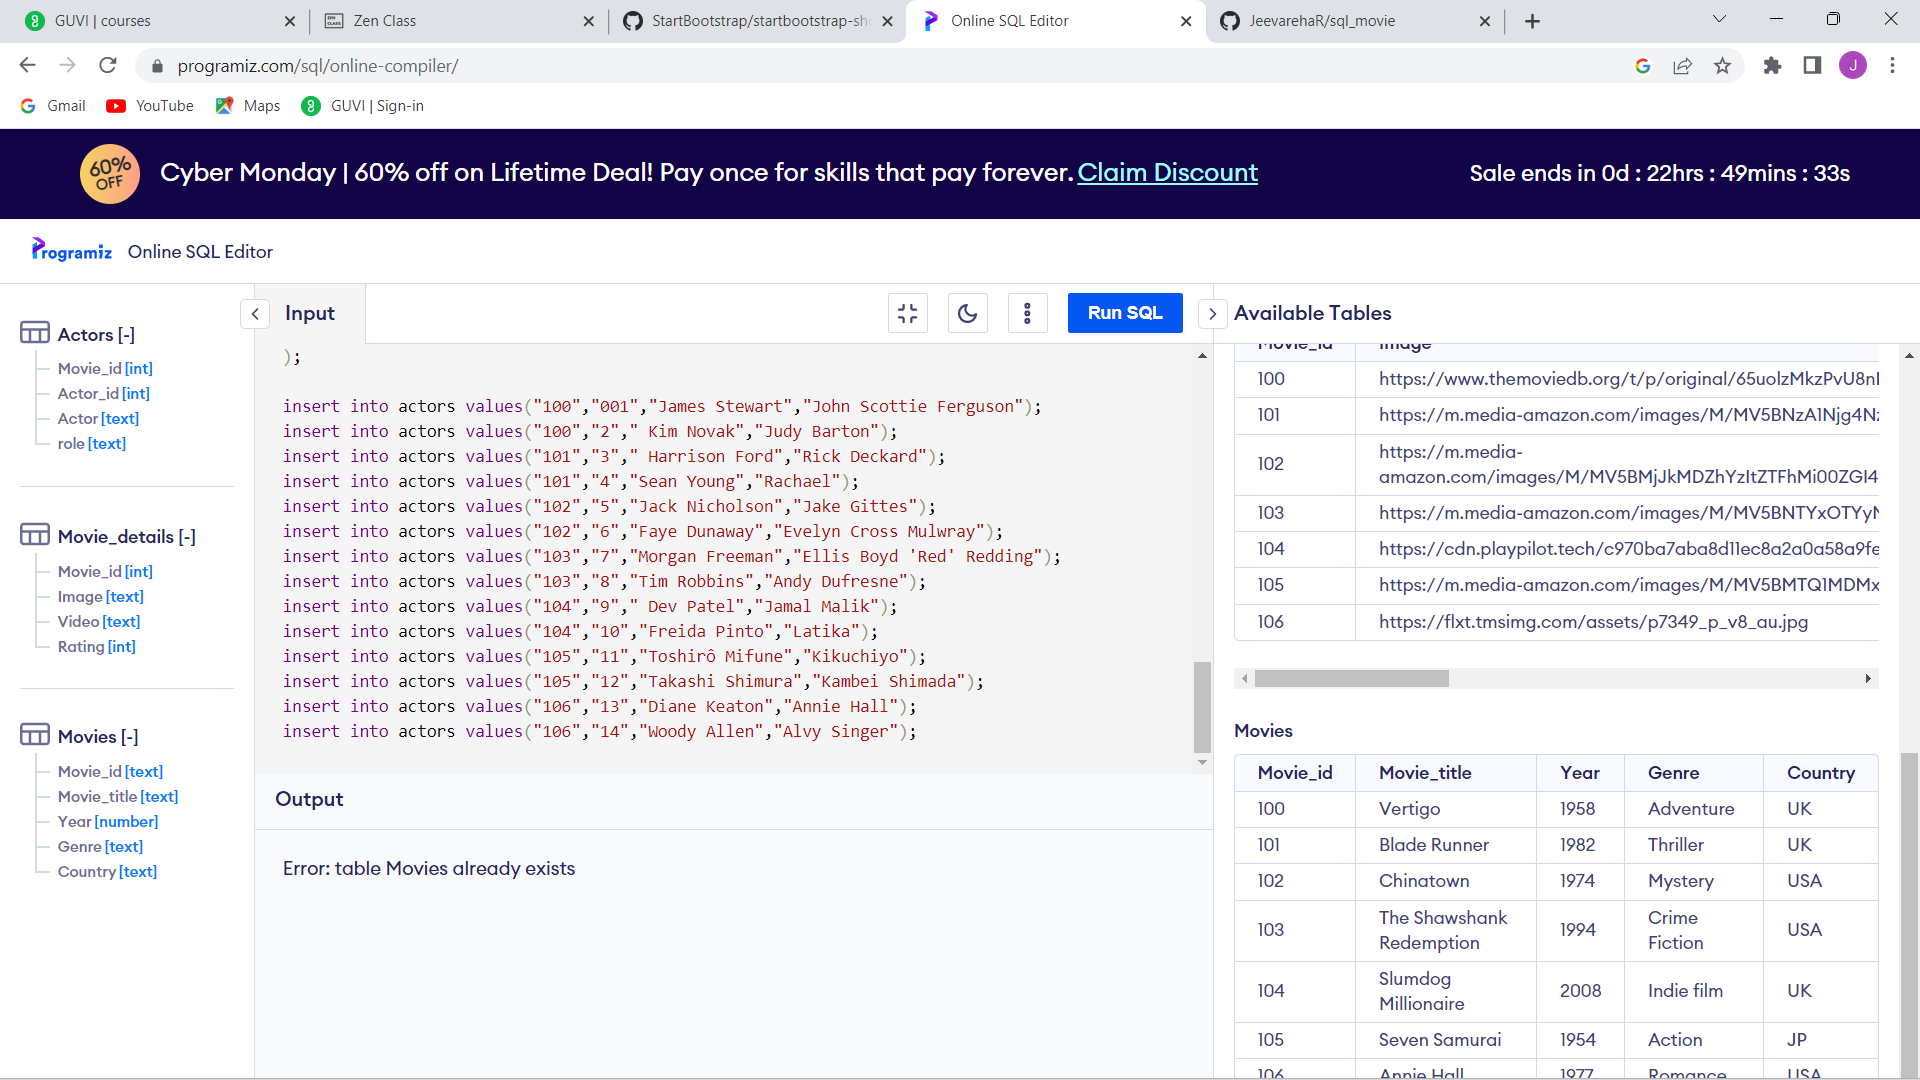 GUVI | courses
Zen Class
StartBootstrap/startbootstrap-sh
Online SQL Editor
JeevarehaR/sql_movie
programiz.com/sql/online-compiler/
J
Gmail
YouTube
Maps
GUVI | Sign-in
60% OFF
Cyber Monday | 60% off on Lifetime Deal! Pay once for skills that pay forever. Claim Discount
Sale ends in 0d : 22hrs : 49mins : 33s
Programiz
Online SQL Editor
Actors [-]
Movie_id [int]
Actor_id [int]
Actor [text]
role [text]
Movie_details [-]
Movie_id [int]
Image [text]
Video [text]
Rating [int]
Movies [-]
Movie_id [text]
Movie_title [text]
Year [number]
Genre [text]
Country [text]
Input
Run SQL
);
insert into actors values("100","001","James Stewart","John Scottie Ferguson");
insert into actors values("100","2"," Kim Novak","Judy Barton");
insert into actors values("101","3"," Harrison Ford","Rick Deckard");
insert into actors values("101","4","Sean Young","Rachael");
insert into actors values("102","5","Jack Nicholson","Jake Gittes");
insert into actors values("102","6","Faye Dunaway","Evelyn Cross Mulwray");
insert into actors values("103","7","Morgan Freeman","Ellis Boyd 'Red' Redding");
insert into actors values("103","8","Tim Robbins","Andy Dufresne");
insert into actors values("104","9"," Dev Patel","Jamal Malik");
insert into actors values("104","10","Freida Pinto","Latika");
insert into actors values("105","11","Toshirô Mifune","Kikuchiyo");
insert into actors values("105","12","Takashi Shimura","Kambei Shimada");
insert into actors values("106","13","Diane Keaton","Annie Hall");
insert into actors values("106","14","Woody Allen","Alvy Singer");
Output
Error: table Movies already exists
Available Tables
Movie_id Image
100 https://www.themoviedb.org/t/p/original/65uolzMkzPvU8nl
101 https://m.media-amazon.com/images/M/MV5BNzA1Njg4Nz
102 https://m.media-
amazon.com/images/M/MV5BMjJkMDZhYzItZTFhMi00ZGI4
103 https://m.media-amazon.com/images/M/MV5BNTYxOTYyN
104 https://cdn.playpilot.tech/c970ba7aba8d11ec8a2a0a58a9fe
105 https://m.media-amazon.com/images/M/MV5BMTQ1MDMx
106 https://flxt.tmsimg.com/assets/p7349_p_v8_au.jpg
Movies
Movie_id Movie_title Year Genre Country
100 Vertigo 1958 Adventure UK
101 Blade Runner 1982 Thriller UK
102 Chinatown 1974 Mystery USA
103 The Shawshank Redemption 1994 Crime Fiction USA
104 Slumdog Millionaire 2008 Indie film UK
105 Seven Samurai 1954 Action JP
106 Annie Hall 1977 Romance USA